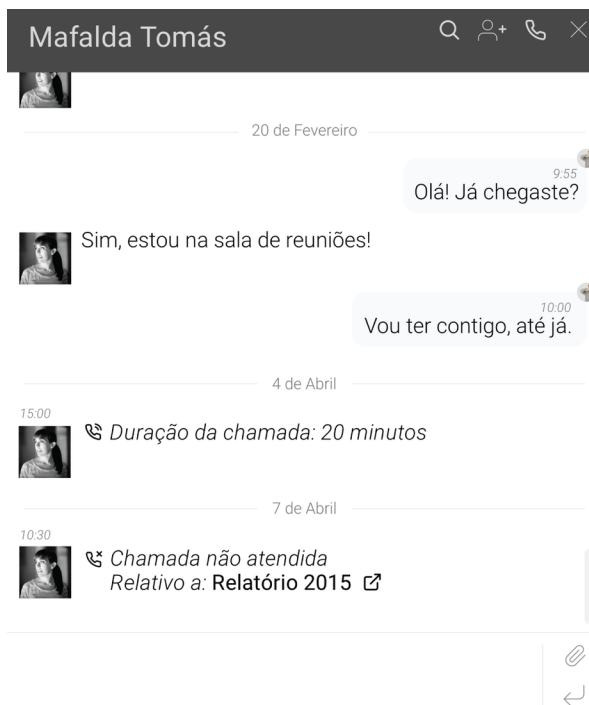 Mafalda Tomás
20 de Fevereiro
9:55
Olá! Já chegaste?
Sim, estou na sala de reuniões!
10:00
Vou ter contigo, até já.
4 de Abril
15:00
Duração da chamada: 20 minutos
7 de Abril
10:30
Chamada não atendida
Relativo a: Relatório 2015